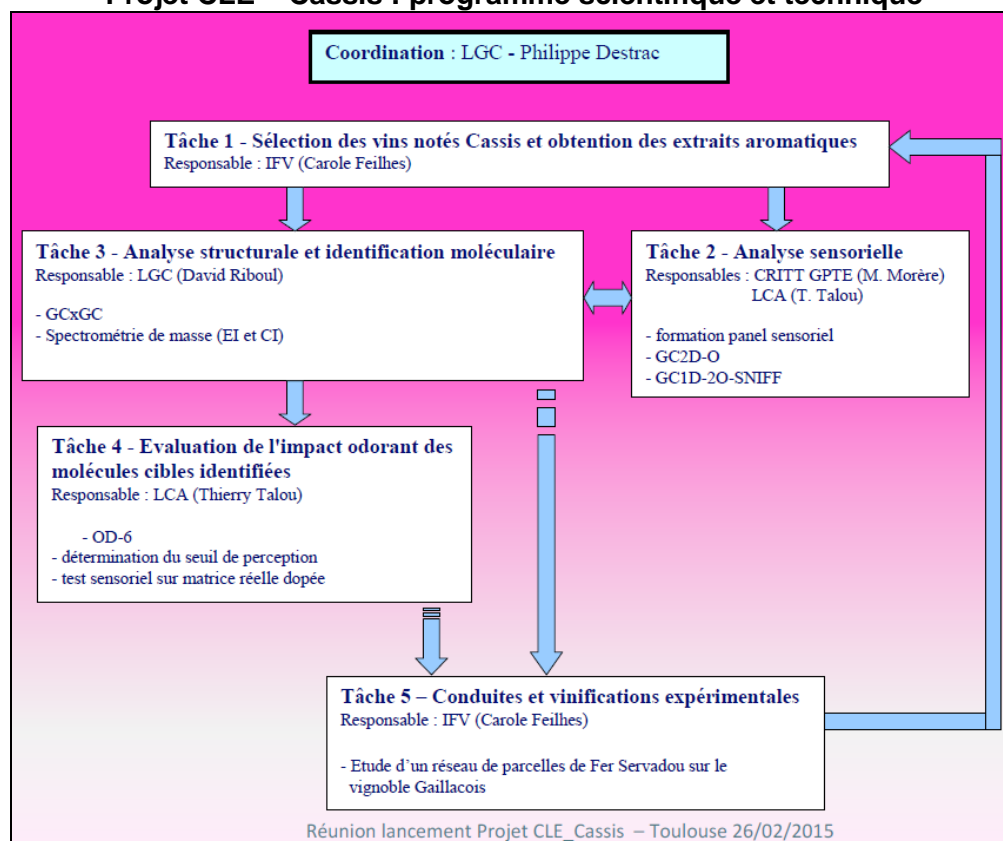 Projet CLE – Cassis : programme scientifique et technique
Coordination : LGC - Philippe Destrac
Tâche 1 - Sélection des vins notés Cassis et obtention des extraits aromatiques
Responsable : IFV (Carole Feilhes)
Tâche 3 - Analyse structurale et identification moléculaire
Responsable : LGC (David Riboul)
- GCxGC
- Spectrométrie de masse (EI et CI)
Tâche 2 - Analyse sensorielle
Responsables : CRITT GPTE (M. Morère)
LCA (T. Talou)
- formation panel sensoriel
- GC2D-O
- GC1D-2O-SNIFF
Tâche 4 - Evaluation de l'impact odorant des
molécules cibles identifiées
Responsable : LCA (Thierry Talou)
- OD-6
- détermination du seuil de perception
- test sensoriel sur matrice réelle dopée
Tâche 5 – Conduites et vinifications expérimentales
Responsable : IFV (Carole Feilhes)
- Etude d'un réseau de parcelles de Fer Servadou sur le
vignoble Gaillacois
Réunion lancement Projet CLE_Cassis – Toulouse 26/02/2015